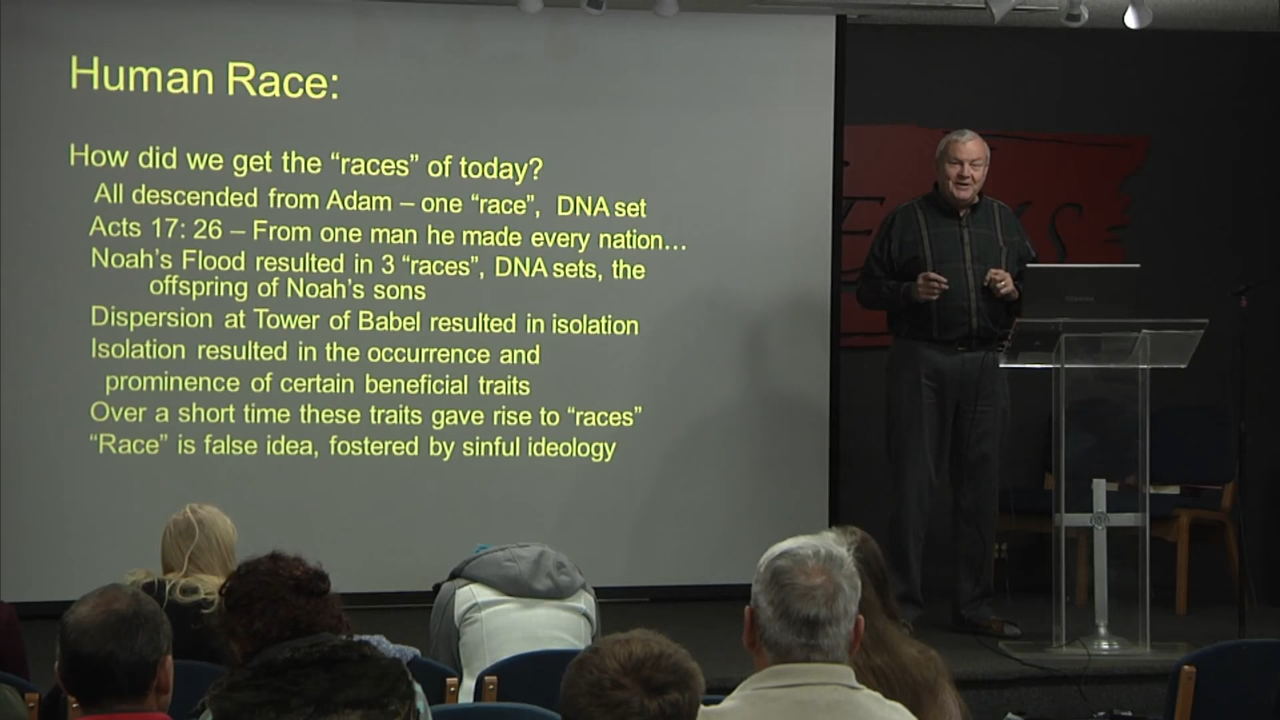 Human Race:
How did we get the “races” of today?
All descended from Adam – one “race”, DNA set
Acts 17: 26 – From one man he made every nation…
Noah’s Flood resulted in 3 “races”, DNA sets, the
offspring of Noah’s sons
Dispersion at Tower of Babel resulted in isolation
Isolation resulted in the occurrence and
prominence of certain beneficial traits
Over a short time these traits gave rise to “races”
“Race” is false idea, fostered by sinful ideology